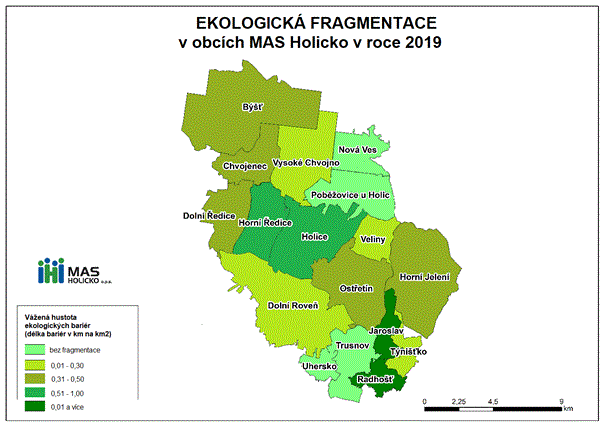 EKOLOGICKÁ FRAGMENTACE
v obcích MAS Holicko v roce 2019
Býšť
Nová Ves
Chvojenec
Vysoké Chvojno
Poběžovice u Holic
Dolní Ředice
Horní Ředice
Holice
Veliny
Horní Jelení
Ostřetín
Dolní Roveň
Jaroslav
Trusnov
Týnišťko
Uhersko
Radhošť
MAS
HOLICKO o.p.s.
Vážená hustota
ekologických bariér
(délka bariér v km na km2)
bez fragmentace
0,01 - 0,30
0,31 - 0,50
0,51 - 1,00
0,01 a více
0 2,25 4,5 9
km